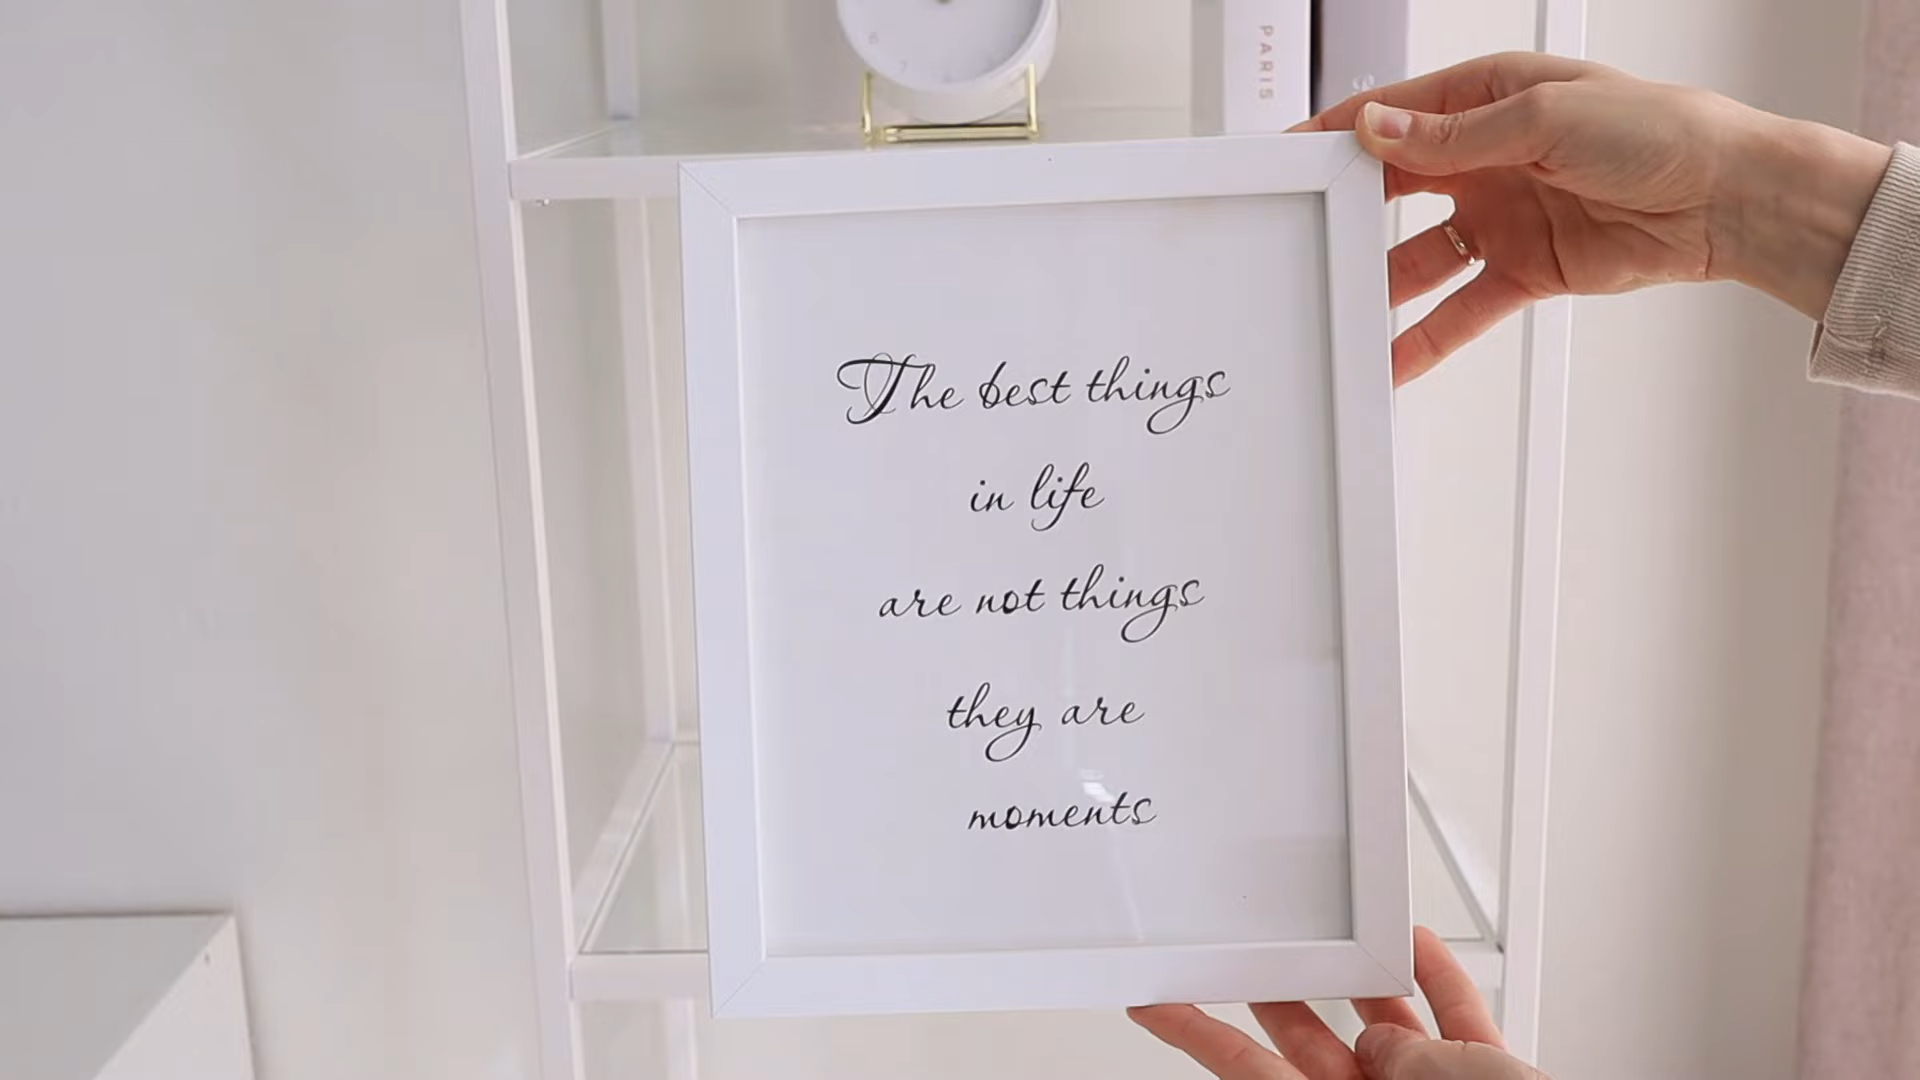 PARIS
The best things
in life
are not things
they are
moments